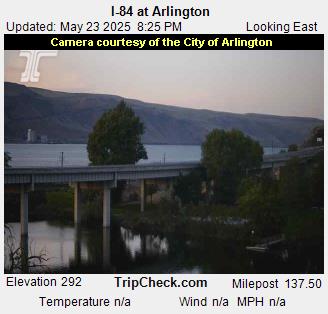 I-84 at Arlington
Updated: May 23 2025 8:25 PM Looking East
Camera courtesy of the City of Arlington
Elevation 292 TripCheck.com Milepost 137.50
Temperature n/a Wind n/a MPH n/a